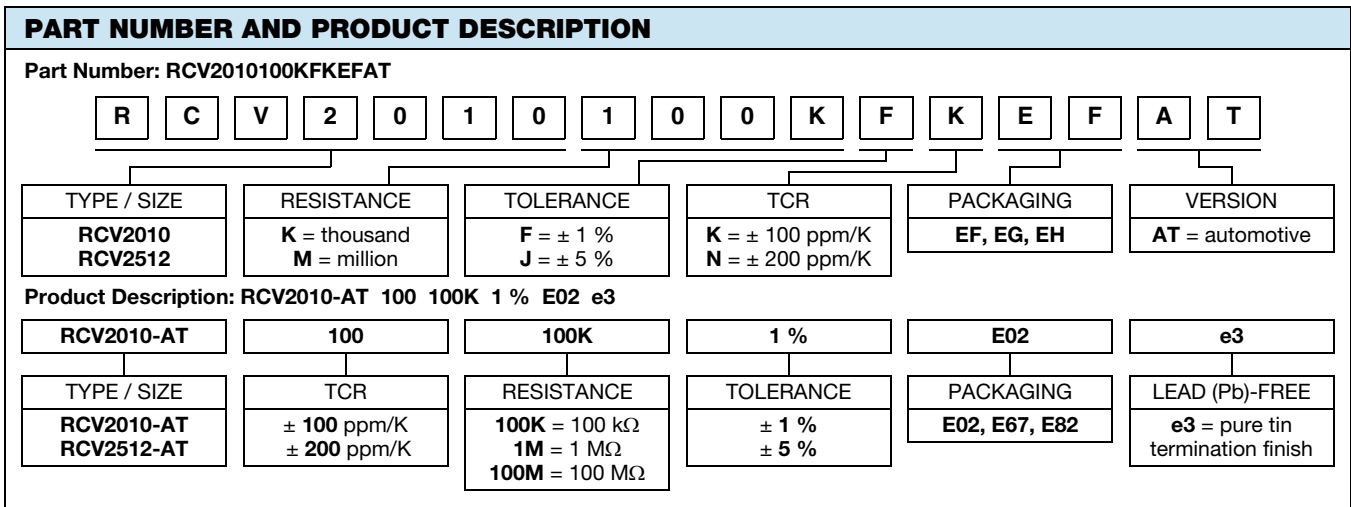 PART NUMBER AND PRODUCT DESCRIPTION
Part Number: RCV2010100KFKEFAT
R C V 2 0 1 0 1 0 0 K F K E F A T
TYPE / SIZE RESISTANCE TOLERANCE TCR PACKAGING VERSION
RCV2010 K = thousand F = ± 1 % K = ± 100 ppm/K EF, EG, EH AT = automotive
RCV2512 M = million J = ± 5 % N = ± 200 ppm/K
Product Description: RCV2010-AT 100 100K 1 % E02 e3
RCV2010-AT 100 100K 1 % E02 e3
TYPE / SIZE TCR RESISTANCE TOLERANCE PACKAGING LEAD (Pb)-FREE
RCV2010-AT ± 100 ppm/K 100K = 100 kΩ ± 1 % E02, E67, E82 e3 = pure tin
RCV2512-AT ± 200 ppm/K 1M = 1 MΩ ± 5 % termination finish
100M = 100 MΩ